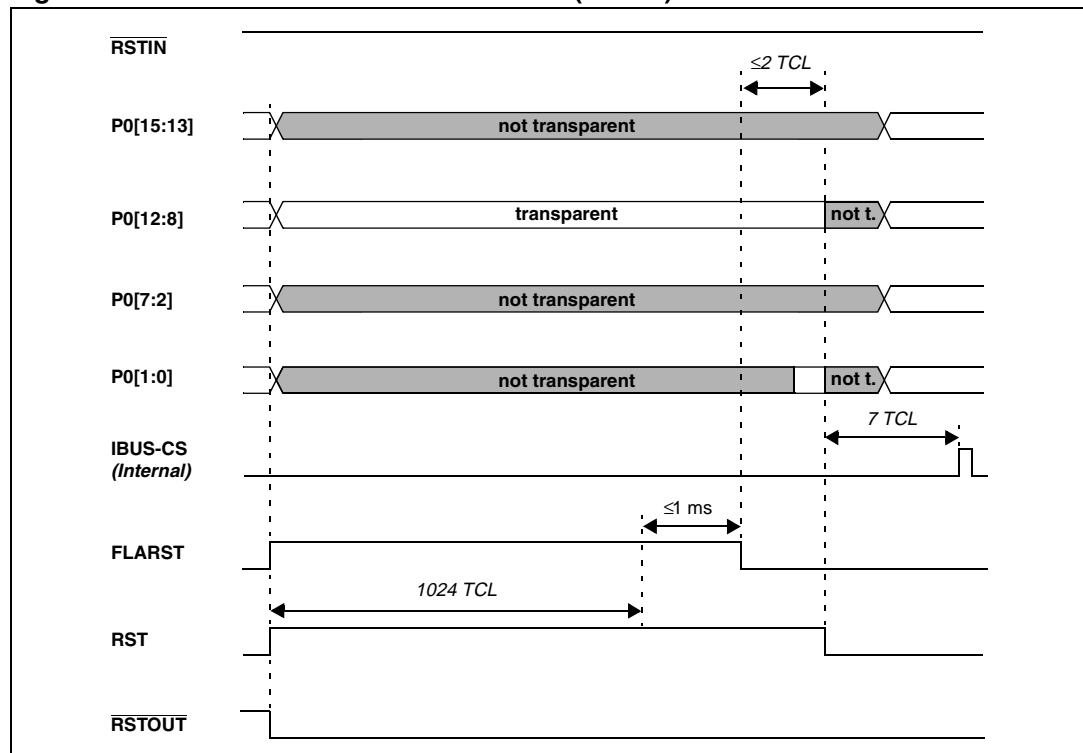 RSTIN
≤2 TCL
P0[15:13]
not transparent
P0[12:8]
transparent
not t.
P0[7:2]
not transparent
P0[1:0]
not transparent
not t.
7 TCL
IBUS-CS
(Internal)
≤1 ms
FLARST
1024 TCL
RST
RSTOUT